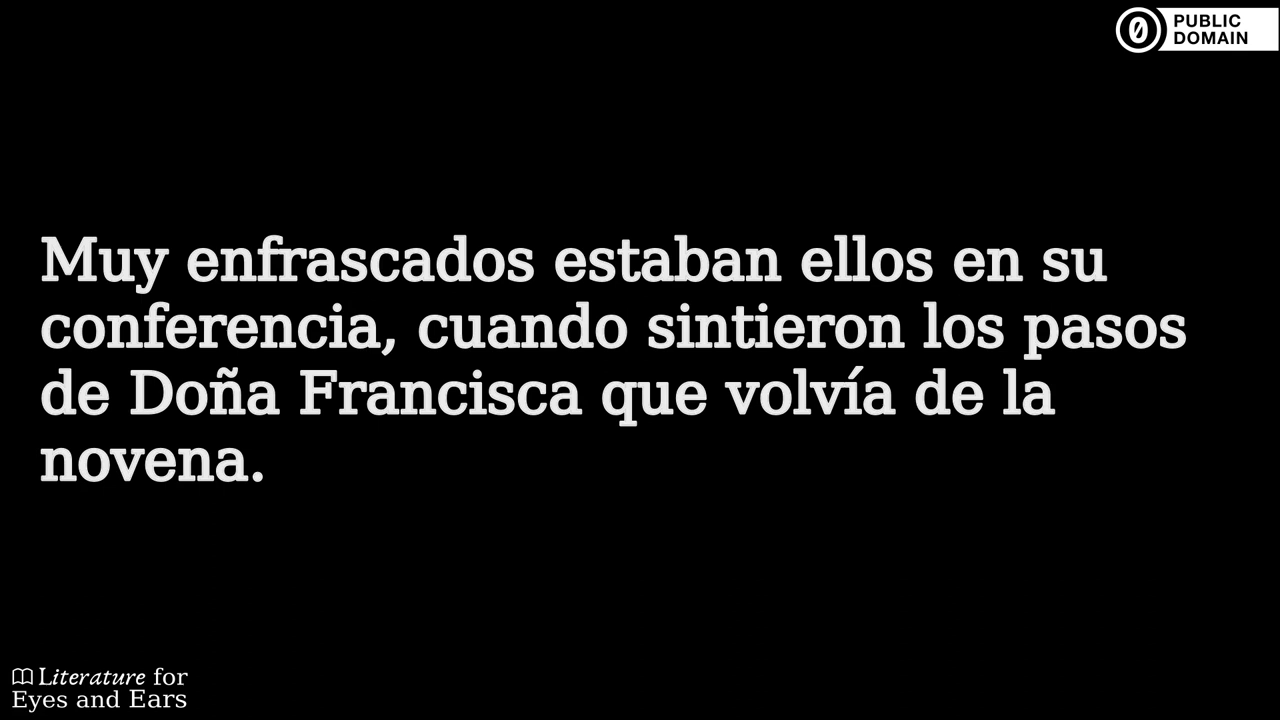 PUBLIC
DOMAIN
Muy enfrascados estaban ellos en su
conferencia, cuando sintieron los pasos
de Doña Francisca que volvía de la
novena.
Literature for
Eyes and Ears